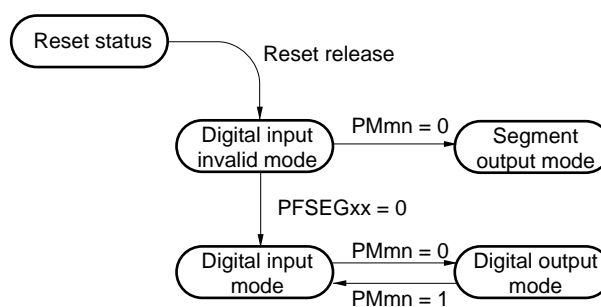 Reset status
Reset release
Digital input
invalid mode
PMmn = 0
Segment
output mode
PFSEGxx = 0
Digital input
mode
PMmn = 0
PMmn = 1
Digital output
mode